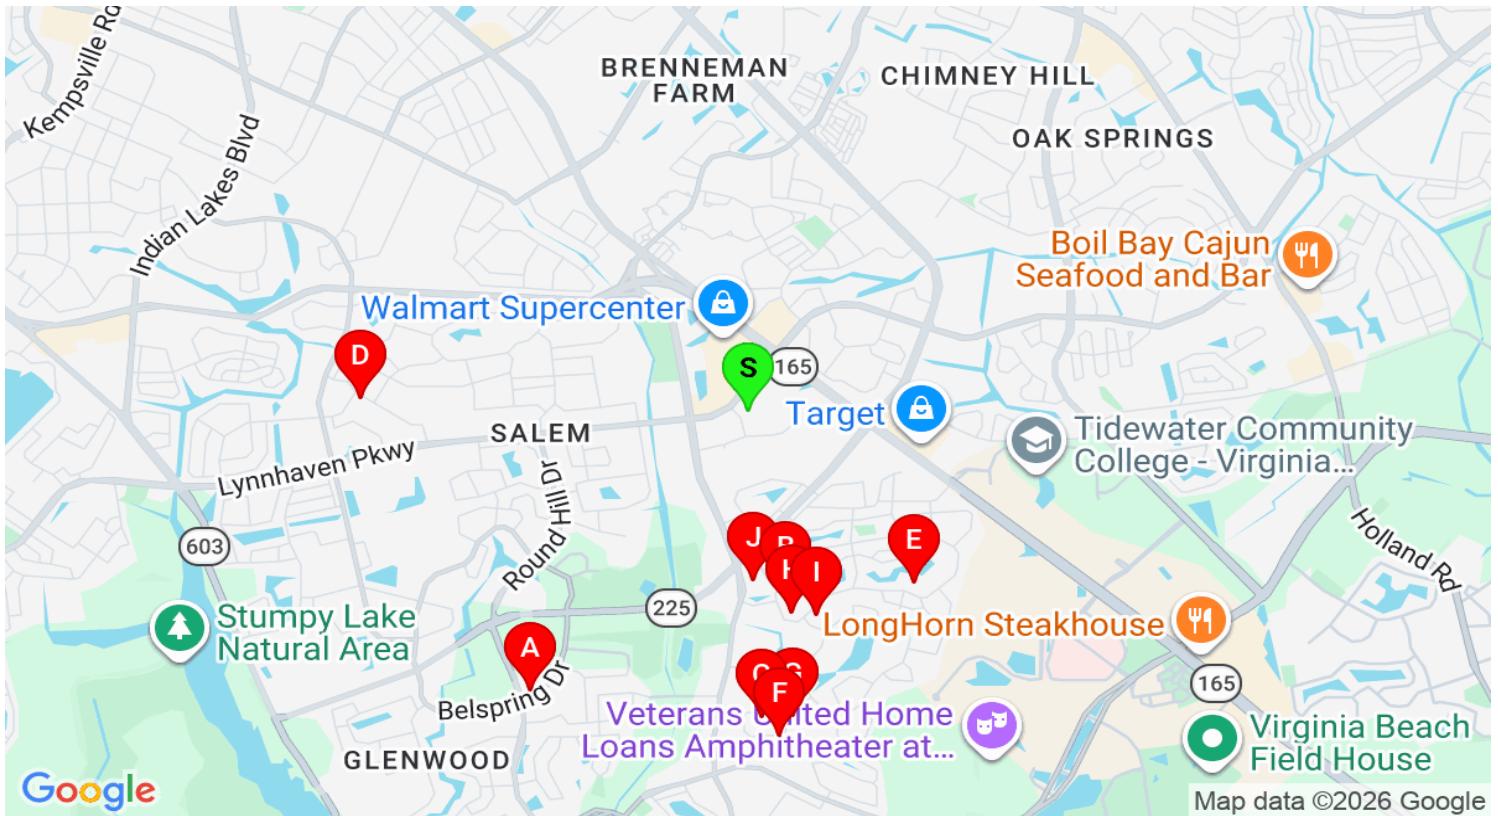 Kempsville Rd
BRENNEMAN
FARM
CHIMNEY HILL
OAK SPRINGS
Indian Lakes Blvd
Boil Bay Cajun
Seafood and Bar
Walmart Supercenter
D
S
165
Target
SALEM
Tidewater Community
College - Virginia...
Lynnhaven Pkwy
Round Hill Dr
Holland Rd
603
J
B
E
H
I
225
Stumpy Lake
Natural Area
LongHorn Steakhouse
A
C
G
F
165
Belspring Dr
Veterans United Home
Loans Amphitheater at...
Virginia Beach
Field House
GLENWOOD
Google
Map data ©2026 Google